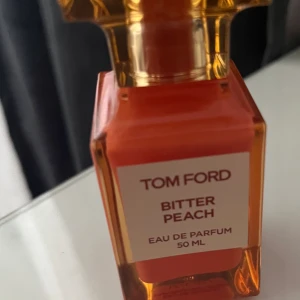 TOM FORD
BITTER
PEACH
EAU DE PARFUM
50 ML